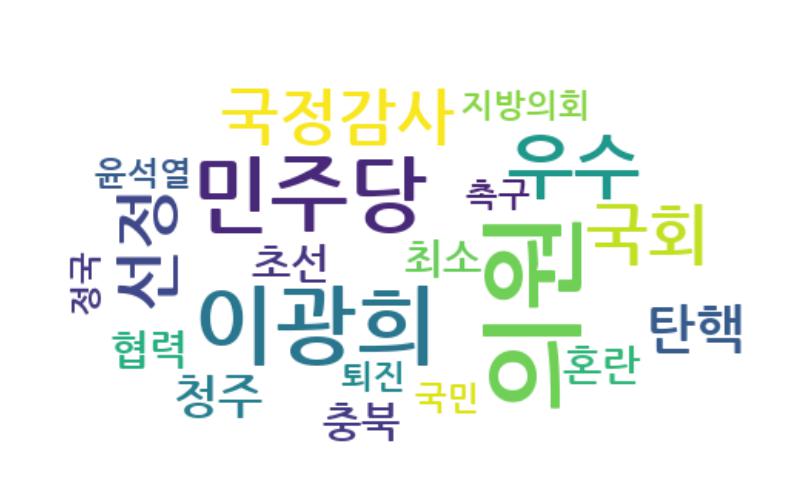 국정감사
지방의회
우수
윤석열
민주당
촉구
선정
국회
정국
초선
최소
의원
이광희
탄핵
협력
혼란
퇴진
청주
국민
충북